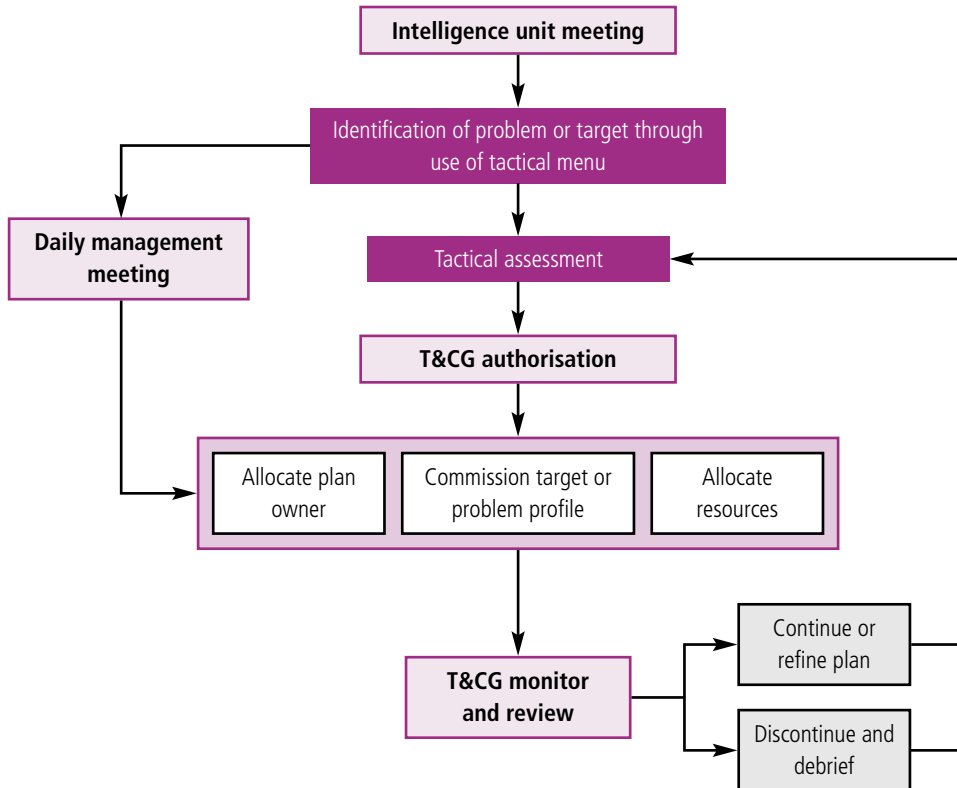 Intelligence unit meeting
Identification of problem or target through
use of tactical menu
Daily management
meeting
Tactical assessment
T&CG authorisation
Allocate plan
owner
Commission target or
problem profile
Allocate
resources
T&CG monitor
and review
Continue or
refine plan
Discontinue and
debrief